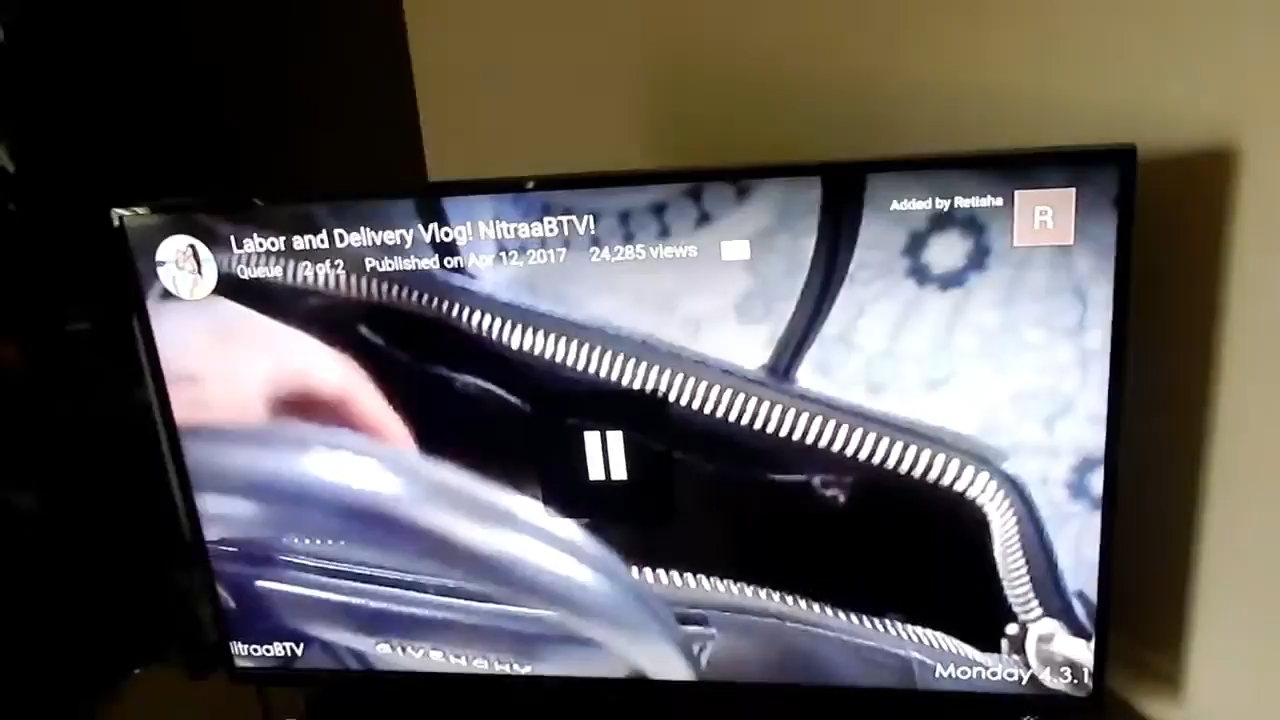 Labor and Delivery Vlog! NitraaBTV!
Queue 2 of 2 Published on Apr 12, 2017 24,285 views
Added by Retisha
R
itraaBTV
GIVENCHY
Monday 4.3.1